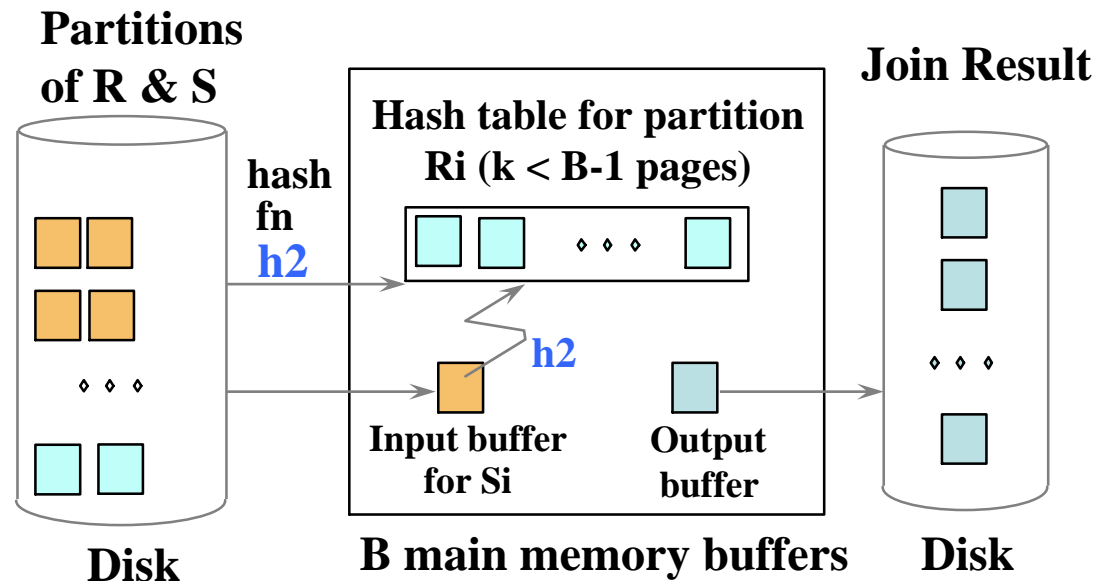 Partitions
of R & S
hash
fn
h2
Hash table for partition
Ri (k < B-1 pages)
h2
Input buffer
for Si
Output
buffer
Join Result
Disk
B main memory buffers
Disk